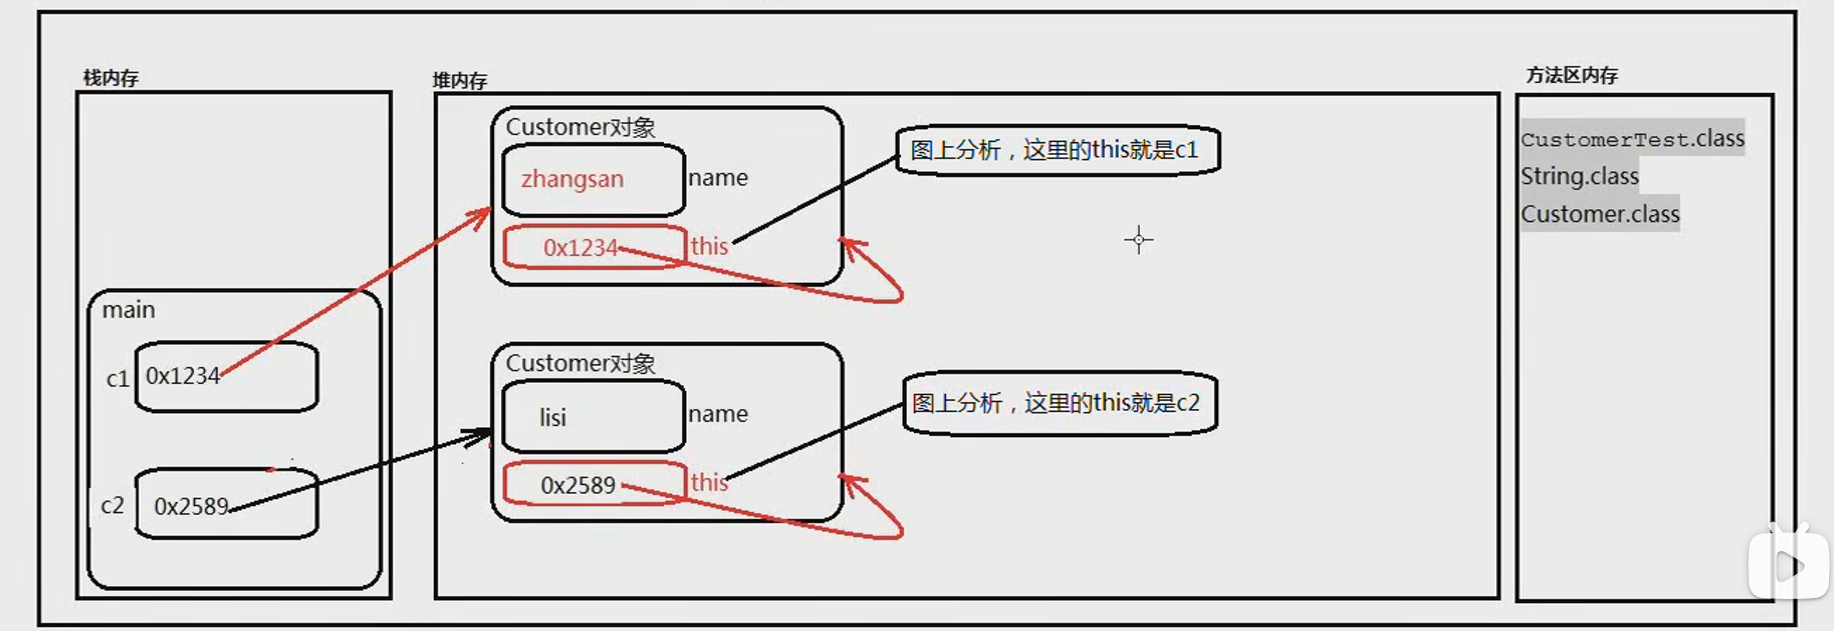 栈内存
main
c1
0x1234
c2
0x2589
堆内存
Customer对象
zhangsan
name
0x1234
this
图上分析，这里的this就是c1
Customer对象
lisi
name
0x2589
this
图上分析，这里的this就是c2
方法区内存
CustomerTest.class
String.class
Customer.class